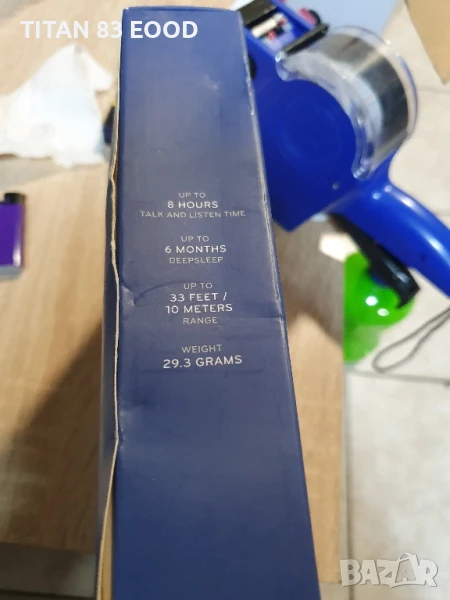 TITAN 83 EOOD
UP TO
8 HOURS
TALK AND LISTEN TIME
UP TO
6 MONTHS
DEEPSLEEP
UP TO
33 FEET /
10 METERS
RANGE
WEIGHT
29.3 GRAMS
bazar